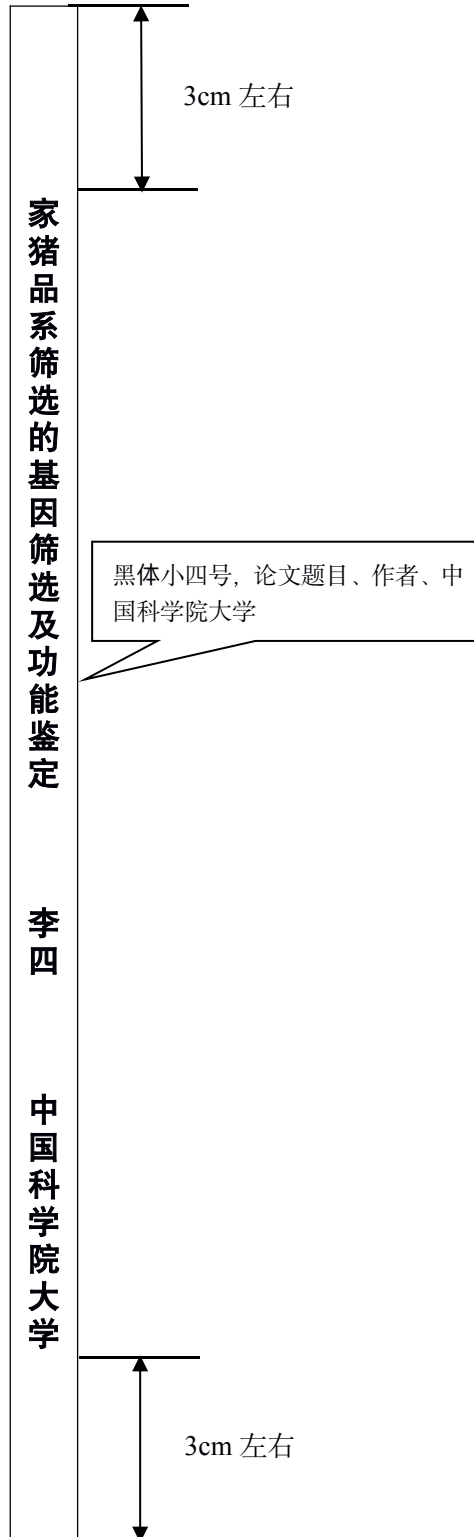 3cm 左右
家猪品系筛选的基因筛选及功能鉴定
黑体小四号，论文题目、作者、中
国科学院大学
李四
中国科学院大学
3cm 左右